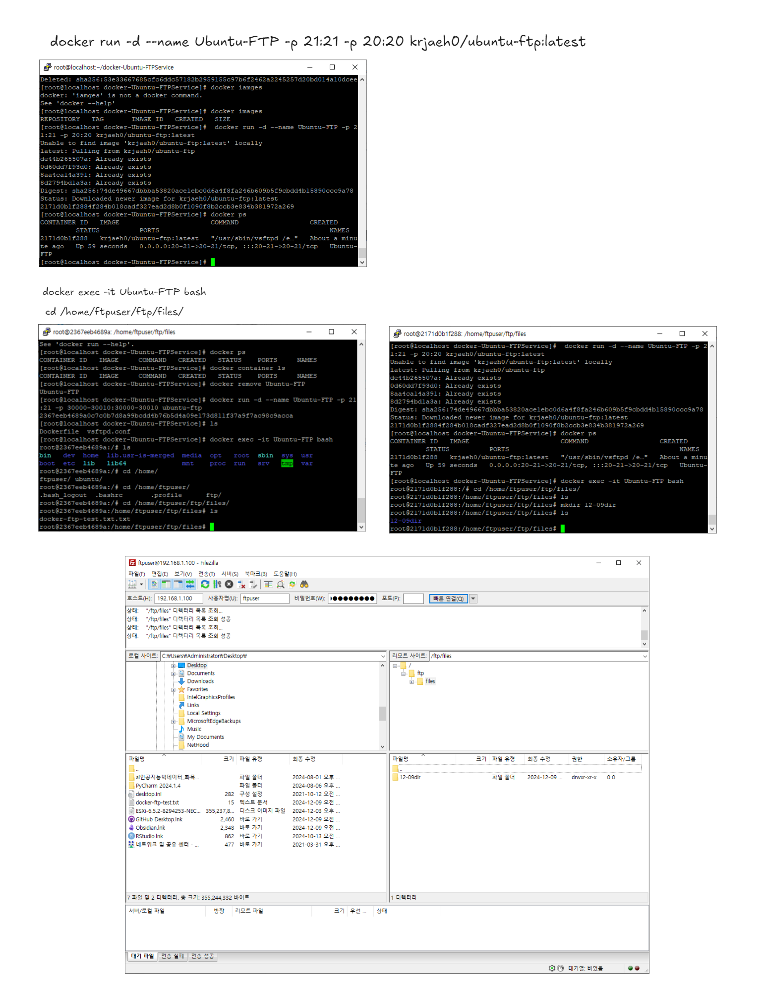 docker run -d --name Ubuntu-FTP -p 21:21 -p 20:20 krjaeh0/ubuntu-ftp:latest
root@localhost:~/docker-Ubuntu-FTPService
Deleted: sha256:53e33667685cfc6ddc57182b2959155c97b6f2462a2245257d20bd014a10dcee
[root@localhost docker-Ubuntu-FTPService]# docker iamges
docker: 'iamges' is not a docker command.
See 'docker --help'
[root@localhost docker-Ubuntu-FTPService]# docker images
REPOSITORY TAG IMAGE ID CREATED SIZE
[root@localhost docker-Ubuntu-FTPService]#  docker run -d --name Ubuntu-FTP -p 2
1:21 -p 20:20 krjaeh0/ubuntu-ftp:latest
Unable to find image 'krjaeh0/ubuntu-ftp:latest' locally
latest: Pulling from krjaeh0/ubuntu-ftp
de44b265507a: Already exists
0d60dd7f93d0: Already exists
8aa4ca14a391: Already exists
8d2794bd1a3a: Already exists
Digest: sha256:74de49667dbbba53820ace1ebc0d6a4f8fa246b609b5f9cbdd4b15890ccc9a78
Status: Downloaded newer image for krjaeh0/ubuntu-ftp:latest
2171d0b1f2884f284b018cadf327ead2d8b0f1090f8b2ccb3e834b381972a269
[root@localhost docker-Ubuntu-FTPService]# docker ps
CONTAINER ID IMAGE COMMAND CREATED
STATUS PORTS NAMES
2171d0b1f288 krjaeh0/ubuntu-ftp:latest "/usr/sbin/vsftpd /e…" About a minu
te ago Up 59 seconds 0.0.0.0:20-21->20-21/tcp, :::20-21->20-21/tcp Ubuntu-
FTP
[root@localhost docker-Ubuntu-FTPService]#
docker exec -it Ubuntu-FTP bash
cd /home/ftpuser/ftp/files/
root@2367eeb4689a: /home/ftpuser/ftp/files
See 'docker run --help'.
[root@localhost docker-Ubuntu-FTPService]# docker ps
CONTAINER ID IMAGE COMMAND CREATED STATUS PORTS NAMES
[root@localhost docker-Ubuntu-FTPService]# docker container ls
CONTAINER ID IMAGE COMMAND CREATED STATUS PORTS NAMES
[root@localhost docker-Ubuntu-FTPService]# docker remove Ubuntu-FTP
Ubuntu-FTP
[root@localhost docker-Ubuntu-FTPService]# docker run -d --name Ubuntu-FTP -p 21
:21 -p 30000-30010:30000-30010 ubuntu-ftp
2367eeb4689a0c7c0b7d8a99bcdd4b76b5d4a09e173d811f37a9f7ac98c9acca
[root@localhost docker-Ubuntu-FTPService]# ls
Dockerfile vsftpd.conf
[root@localhost docker-Ubuntu-FTPService]# docker exec -it Ubuntu-FTP bash
root@2367eeb4689a:/# ls
bin dev home lib.usr-is-merged media opt root sbin sys usr
boot etc lib lib64 mnt proc run srv tmp var
root@2367eeb4689a:/# cd /home/
ftpuser/ ubuntu/
root@2367eeb4689a:/# cd /home/ftpuser/
.bash_logout .bashrc .profile ftp/
root@2367eeb4689a:/# cd /home/ftpuser/ftp/files/
root@2367eeb4689a:/home/ftpuser/ftp/files# ls
docker-ftp-test.txt.txt
root@2367eeb4689a:/home/ftpuser/ftp/files#
root@2171d0b1f288: /home/ftpuser/ftp/files
[root@localhost docker-Ubuntu-FTPService]#  docker run -d --name Ubuntu-FTP -p 2
1:21 -p 20:20 krjaeh0/ubuntu-ftp:latest
Unable to find image 'krjaeh0/ubuntu-ftp:latest' locally
latest: Pulling from krjaeh0/ubuntu-ftp
de44b265507a: Already exists
0d60dd7f93d0: Already exists
8aa4ca14a391: Already exists
8d2794bd1a3a: Already exists
Digest: sha256:74de49667dbbba53820ace1ebc0d6a4f8fa246b609b5f9cbdd4b15890ccc9a78
Status: Downloaded newer image for krjaeh0/ubuntu-ftp:latest
2171d0b1f2884f284b018cadf327ead2d8b0f1090f8b2ccb3e834b381972a269
[root@localhost docker-Ubuntu-FTPService]# docker ps
CONTAINER ID IMAGE COMMAND CREATED
STATUS PORTS NAMES
2171d0b1f288 krjaeh0/ubuntu-ftp:latest "/usr/sbin/vsftpd /e…" About a minu
te ago Up 59 seconds 0.0.0.0:20-21->20-21/tcp, :::20-21->20-21/tcp Ubuntu-
FTP
[root@localhost docker-Ubuntu-FTPService]# docker exec -it Ubuntu-FTP bash
root@2171d0b1f288:/# cd /home/ftpuser/ftp/files/
root@2171d0b1f288:/home/ftpuser/ftp/files# ls
root@2171d0b1f288:/home/ftpuser/ftp/files# mkdir 12-09dir
root@2171d0b1f288:/home/ftpuser/ftp/files# ls
12-09dir
root@2171d0b1f288:/home/ftpuser/ftp/files#
ftpuser@192.168.1.100 - FileZilla
파일(F) 편집(E) 보기(V) 전송(T) 서버(S) 북마크(B) 도움말(H)
호스트(H): 192.168.1.100 사용자명(U): ftpuser 비밀번호(W): 포트(P): 빠른 연결(Q)
상태: "/ftp/files" 디렉터리 목록 조회...
상태: "/ftp/files" 디렉터리 목록 조회 성공
상태: "/ftp/files" 디렉터리 목록 조회...
상태: "/ftp/files" 디렉터리 목록 조회 성공
로컬 사이트: C:₩Users₩Administrator₩Desktop₩
Desktop
Documents
Downloads
Favorites
IntelGraphicsProfiles
Links
Local Settings
MicrosoftEdgeBackups
Music
My Documents
NetHood
리모트 사이트: /ftp/files
/
ftp
files
파일명 크기 파일 유형 최종 수정
..
ai인공지능빅데이터_화목... 파일 폴더 2024-08-01 오후 ...
PyCharm 2024.1.4 파일 폴더 2024-08-06 오후 ...
desktop.ini 282 구성 설정 2021-10-12 오전 ...
docker-ftp-test.txt 15 텍스트 문서 2024-12-09 오전 ...
ESXi-6.5.2-8294253-NEC... 355,237,8... 디스크 이미지 파일 2024-12-03 오후 ...
GitHub Desktop.lnk 2,460 바로 가기 2024-12-09 오전 ...
Obsidian.lnk 2,348 바로 가기 2024-12-09 오전 ...
RStudio.lnk 862 바로 가기 2024-10-13 오전 ...
네트워크 및 공유 센터 - ... 477 바로 가기 2021-03-31 오후 ...
7 파일 및 2 디렉터리. 총 크기: 355,244,332 바이트
파일명 크기 파일 유형 최종 수정 권한 소유자/그룹
..
12-09dir 파일 폴더 2024-12-09 ... drwxr-xr-x 0 0
1 디렉터리
서버/로컬 파일 방향 리모트 파일 크기 우선 ... 상태
대기 파일 전송 실패 전송 성공
대기열: 비었음